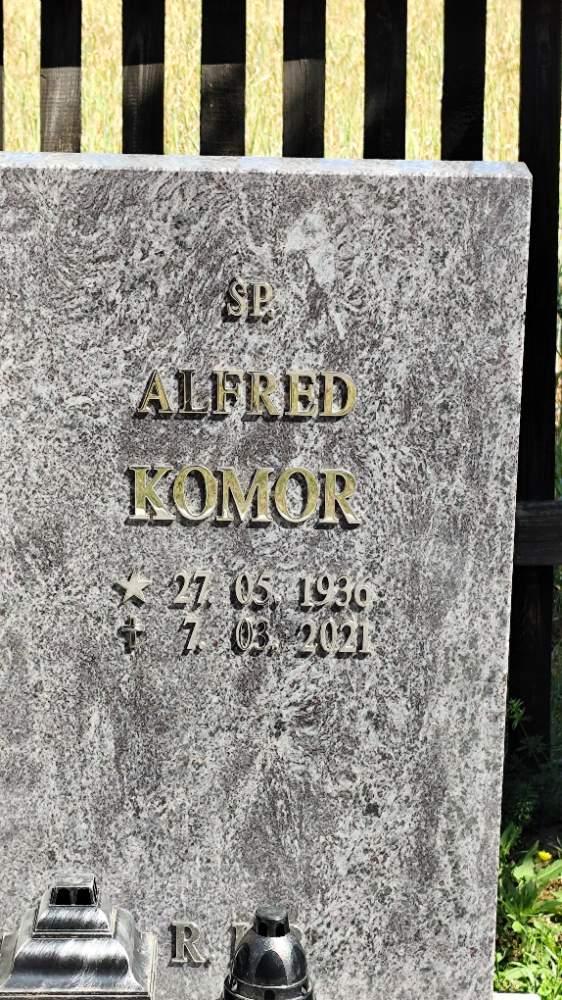 SP.
ALFRED
KOMOR
★ 27. 05. 1936
✝ 7. 03. 2021
R.